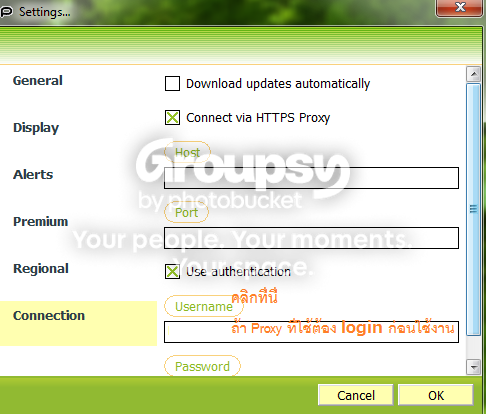 Settings...
General
Display
Alerts
Premium
Regional
Connection
Download updates automatically
Connect via HTTPS Proxy
Host
Groupsy
by photobucket
Port
Your people. Your moments.
Your space.
Use authentication
คลิกที่นี่
Username
ถ้า Proxy ที่ใช้ต้อง login ก่อนใช้งาน
Password
Cancel
OK